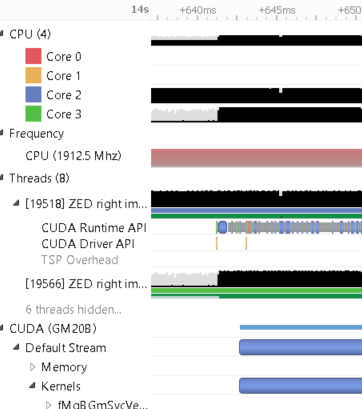 14s +640ms +645ms +650
CPU (4)
Core 0
Core 1
Core 2
Core 3
Frequency
CPU (1912.5 Mhz)
Threads (8)
[19518] ZED right im...
CUDA Runtime API
CUDA Driver API
TSP Overhead
[19566] ZED right im...
6 threads hidden...
CUDA (GM20B)
Default Stream
Memory
Kernels
fMgBGmSvcVe...